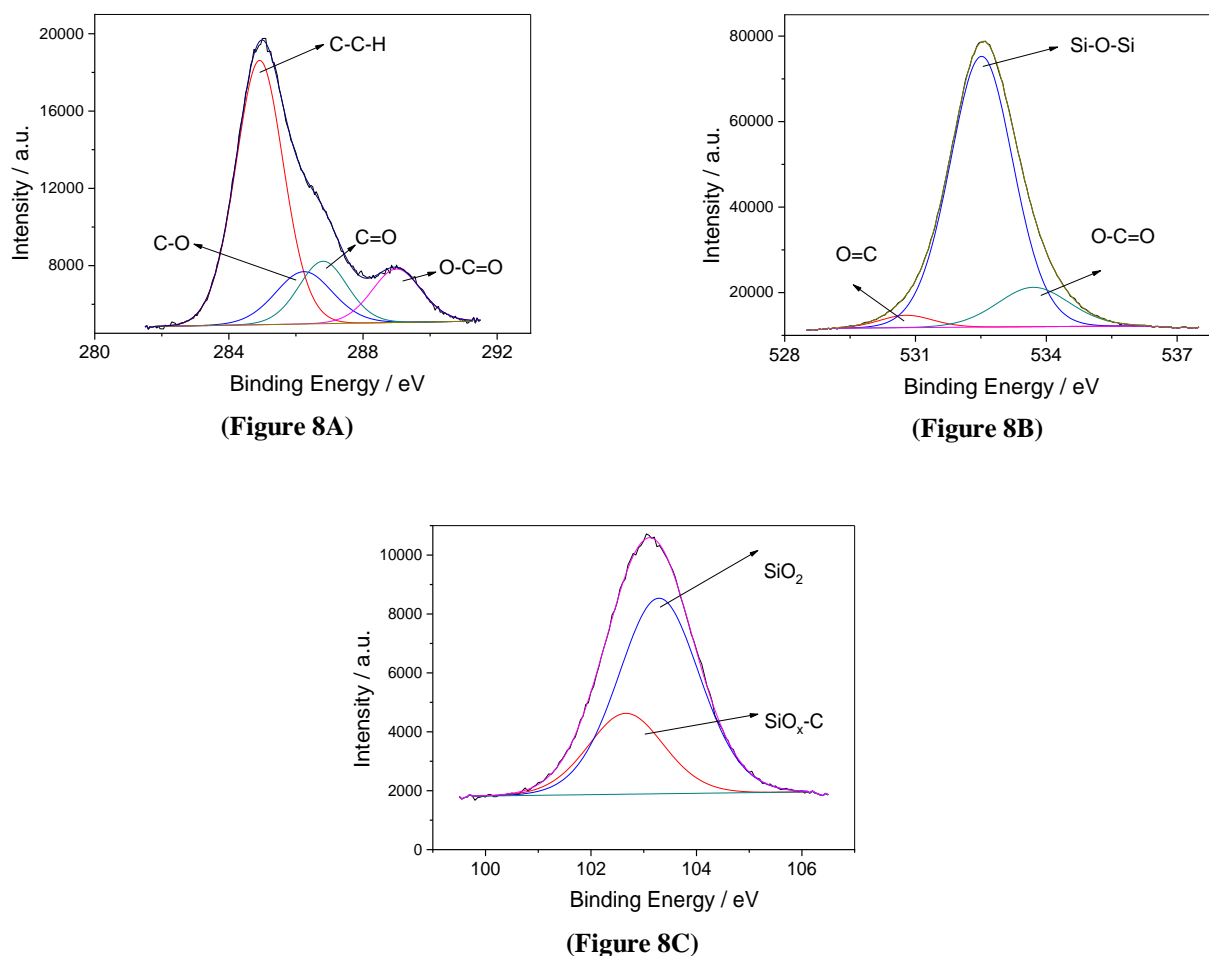 20000
16000
12000
8000
280
284
288
292
Intensity / a.u.
Binding Energy / eV
C-C-H
C-O
C=O
O-C=O
(Figure 8A)
80000
60000
40000
20000
528
531
534
537
Intensity / a.u.
Binding Energy / eV
Si-O-Si
O=C
O-C=O
(Figure 8B)
10000
8000
6000
4000
2000
0
100
102
104
106
Intensity / a.u.
Binding Energy / eV
SiO₂
SiOₓ-C
(Figure 8C)